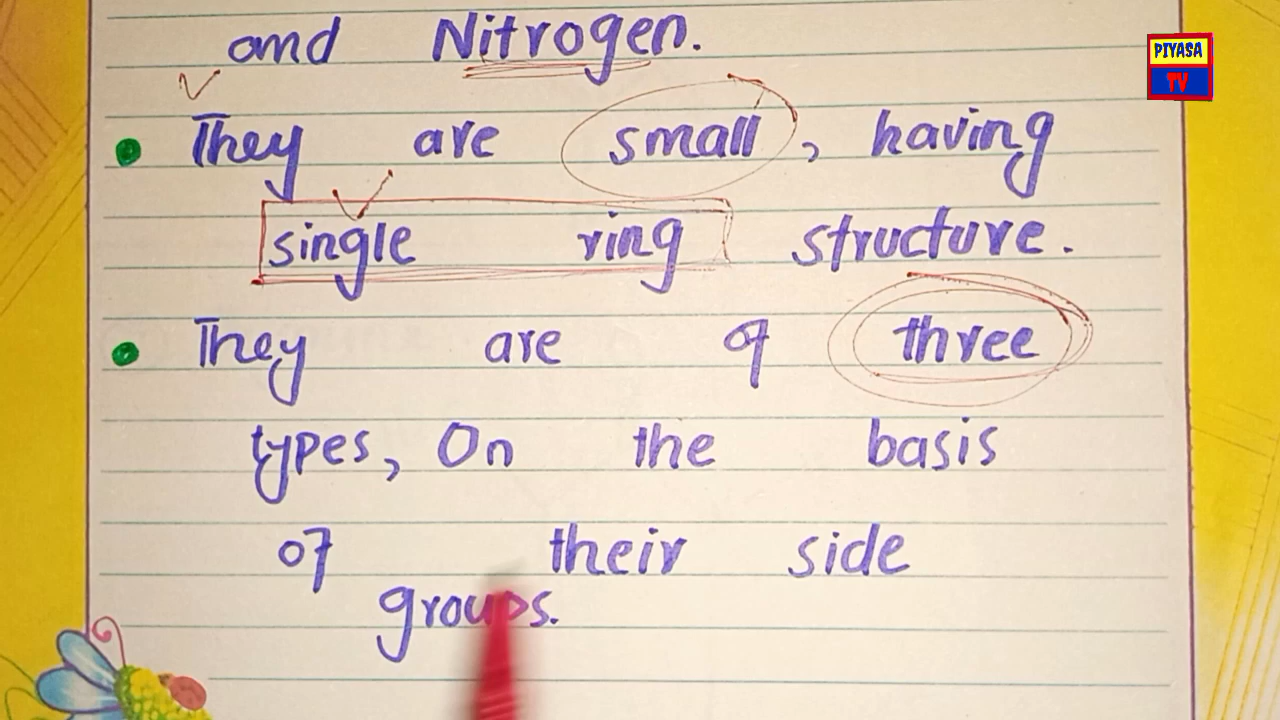 and Nitrogen.
PIYASA
TV
They are small, having
single ring structure.
They are of three
types, On the basis
of their side
groups.